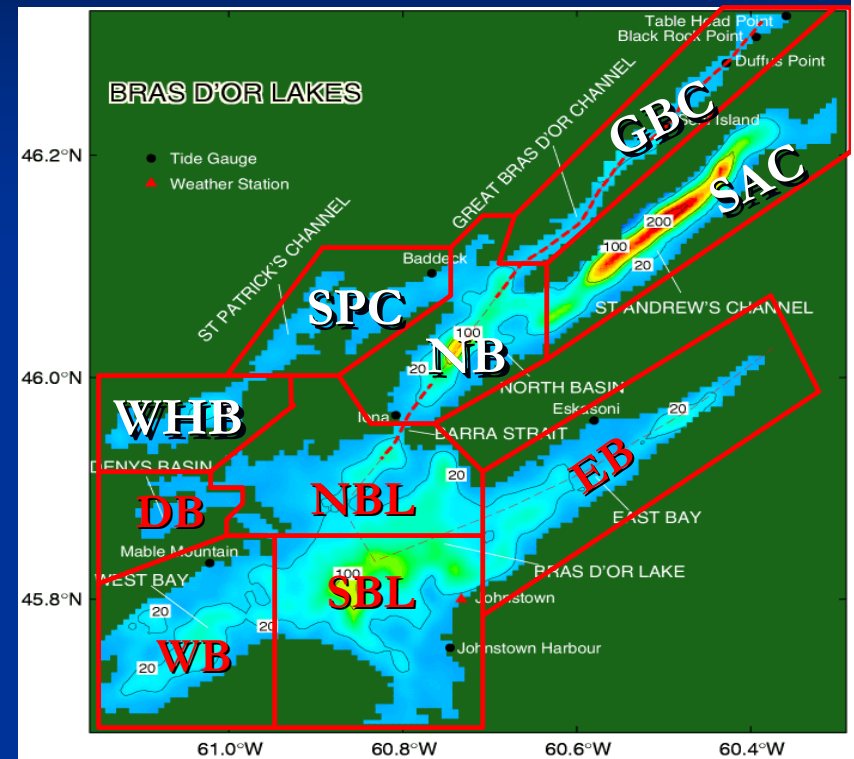 Table Head Point
Black Rock Point
Duffus Point
BRAS D'OR LAKES
GBC
Island
46.2°N
Tide Gauge
Weather Station
GREAT BRAS D'OR CHANNEL
SAC
200
100
20
ST PATRICK'S CHANNEL
Baddeck
SPC
ST ANDREW'S CHANNEL
100
NB
20
46.0°N
NORTH BASIN
WHB
Iona
Eskasoni
20
BARRA STRAIT
DENYS BASIN
20
EB
NBL
DB
EAST BAY
Mable Mountain
WEST BAY
100
BRAS D'OR LAKE
SBL
45.8°N
Johnstown
20
20
WB
20
Johnstown Harbour
61.0°W
60.8°W
60.6°W
60.4°W